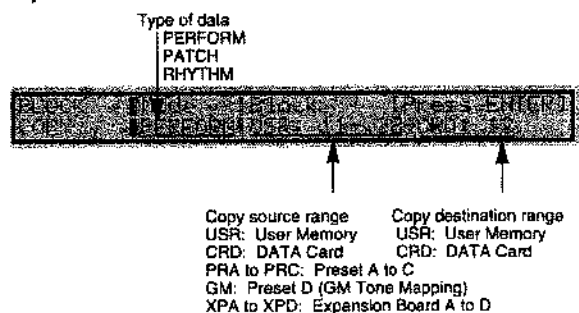 Type of data
PERFORM
PATCH
RHYTHM
[Press ENTER]
Copy source range Copy destination range
USR: User Memory USR: User Memory
CRD: DATA Card CRD: DATA Card
PRA to PRC: Preset A to C
GM: Preset D (GM Tone Mapping)
XPA to XPD: Expansion Board A to D